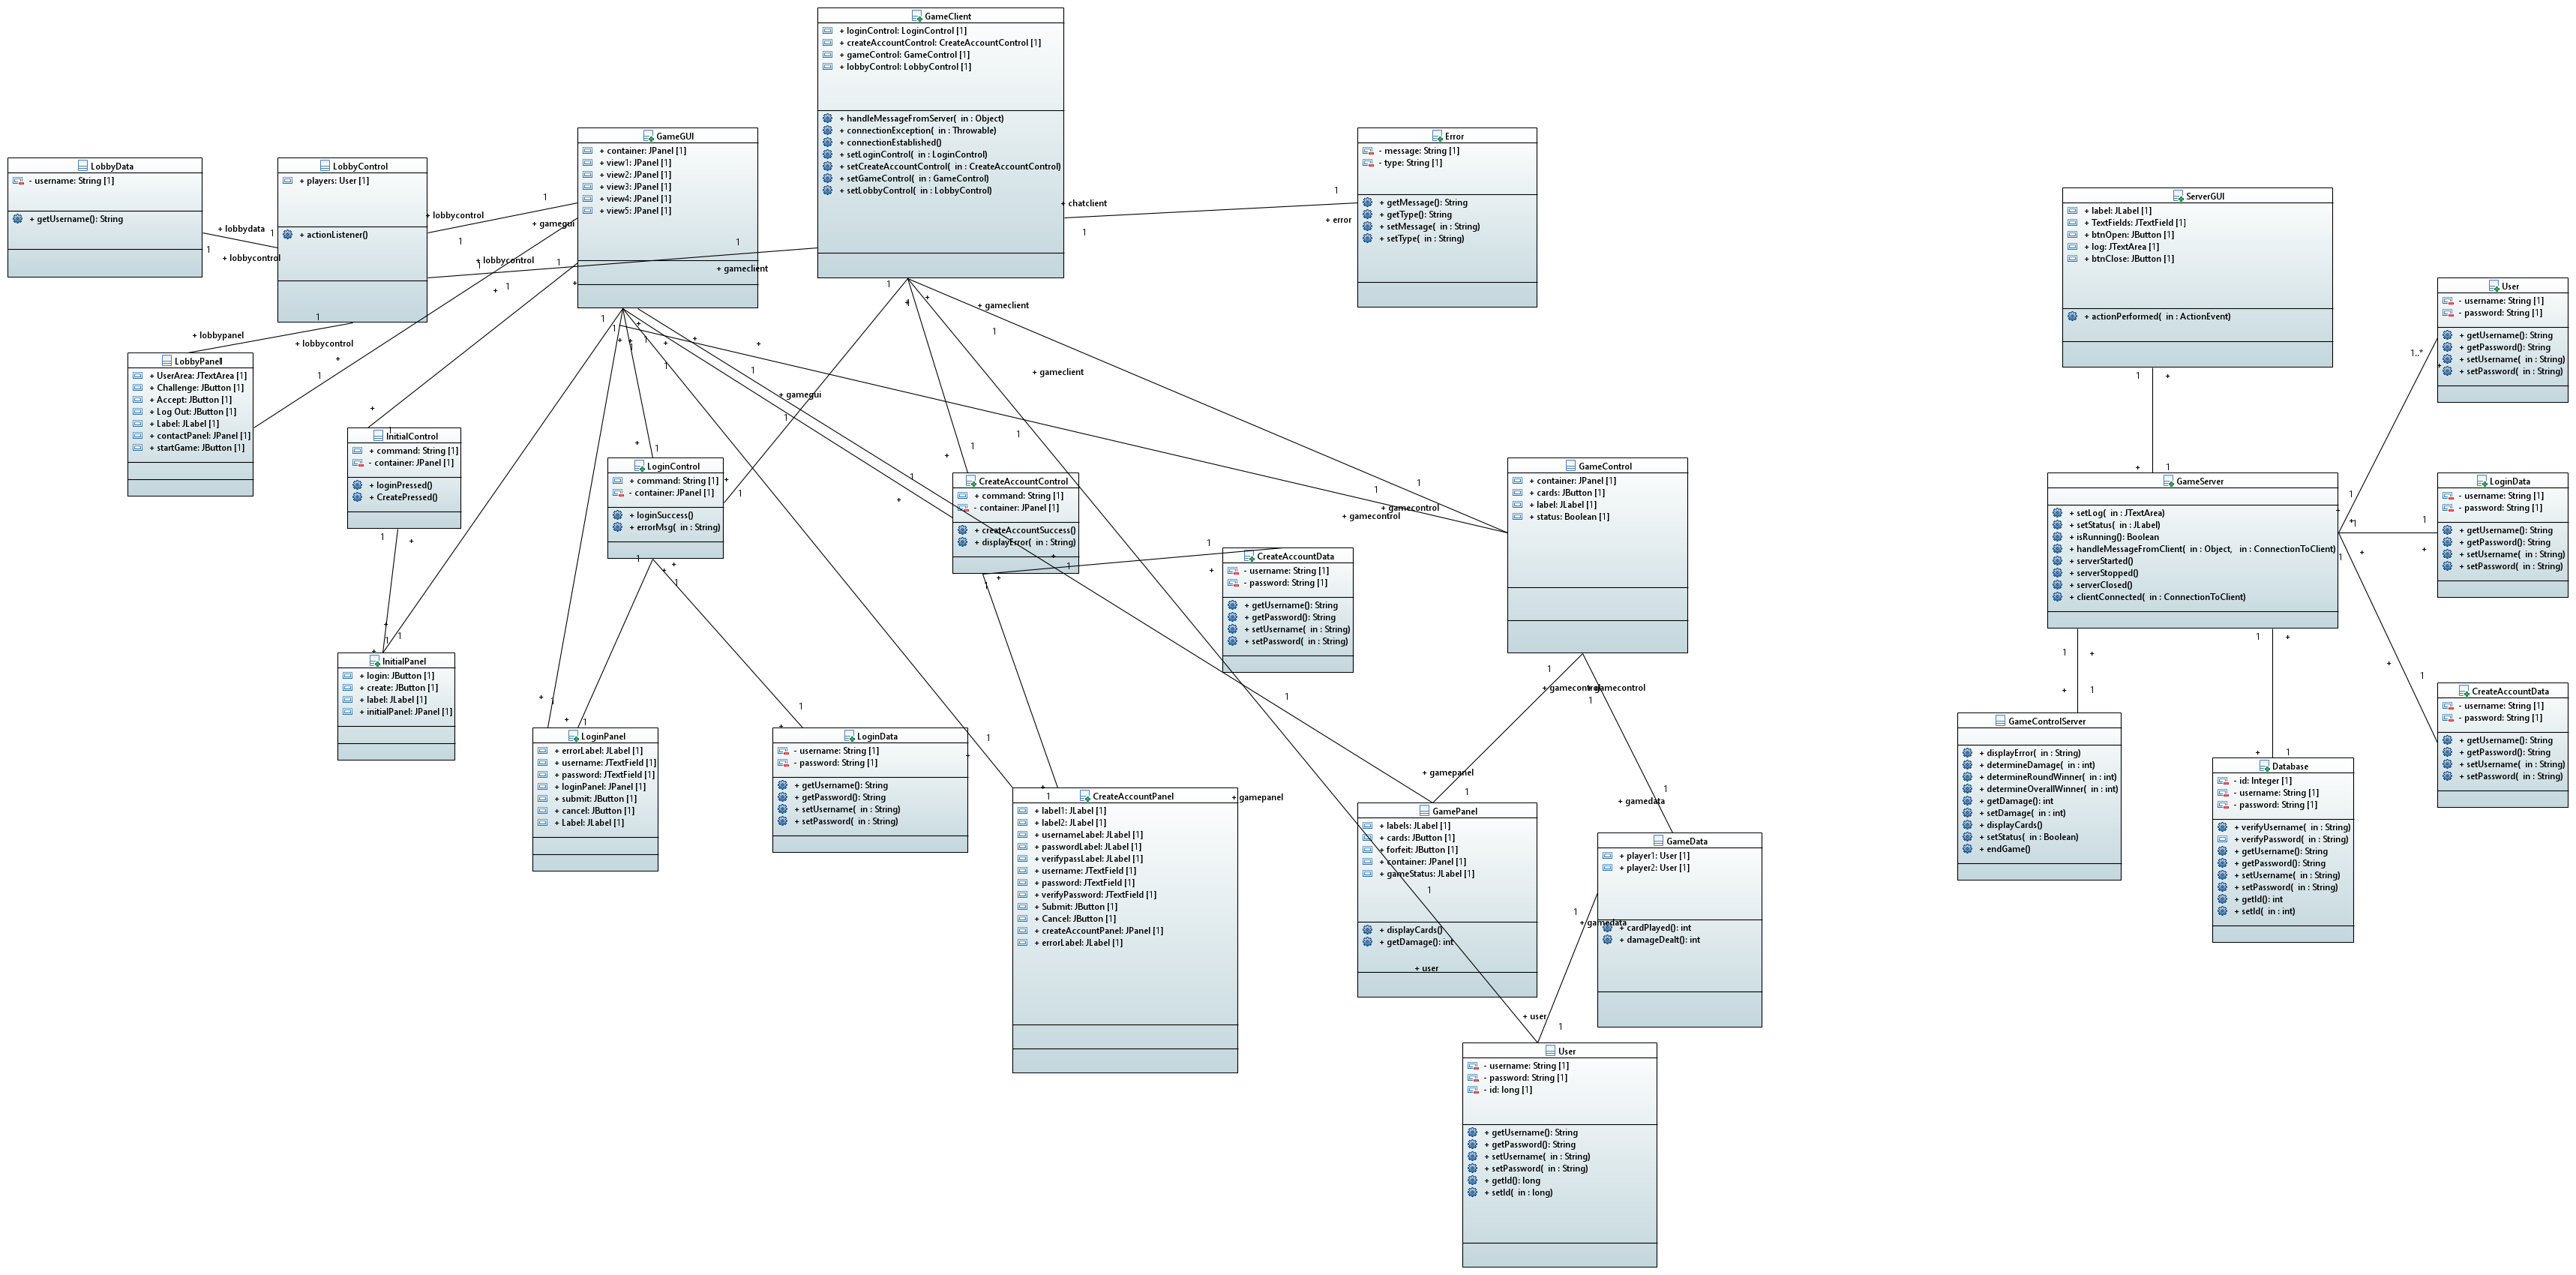 GameClient
+ loginControl: LoginControl [1]
+ createAccountControl: CreateAccountControl [1]
+ gameControl: GameControl [1]
+ lobbyControl: LobbyControl [1]
+ handleMessageFromServer( in : Object)
+ connectionException( in : Throwable)
+ connectionEstablished()
+ setLoginControl( in : LoginControl)
+ setCreateAccountControl( in : CreateAccountControl)
+ setGameControl( in : GameControl)
+ setLobbyControl( in : LobbyControl)
LobbyData
- username: String [1]
+ getUsername(): String
+ lobbydata
1
1
+ lobbycontrol
LobbyControl
+ players: User [1]
+ actionListener()
+ lobbycontrol
1
1
+ gamegui
+ lobbycontrol
1
1
+ gameclient
GameGUI
+ container: JPanel [1]
+ view1: JPanel [1]
+ view2: JPanel [1]
+ view3: JPanel [1]
+ view4: JPanel [1]
+ view5: JPanel [1]
+ chatclient
1
1
+ error
Error
- message: String [1]
- type: String [1]
+ getMessage(): String
+ getType(): String
+ setMessage( in : String)
+ setType( in : String)
ServerGUI
+ label: JLabel [1]
+ TextFields: JTextField [1]
+ btnOpen: JButton [1]
+ log: JTextArea [1]
+ btnClose: JButton [1]
+ actionPerformed( in : ActionEvent)
User
- username: String [1]
- password: String [1]
+ getUsername(): String
+ getPassword(): String
+ setUsername( in : String)
+ setPassword( in : String)
1..*
1
+ lobbypanel
+ lobbycontrol
1
LobbyPanel
+ UserArea: JTextArea [1]
+ Challenge: JButton [1]
+ Accept: JButton [1]
+ Log Out: JButton [1]
+ Label: JLabel [1]
+ contactPanel: JPanel [1]
+ startGame: JButton [1]
+ gameclient
1
+ gameclient
+ gamegui
InitialControl
+ command: String [1]
- container: JPanel [1]
+ loginPressed()
+ CreatePressed()
LoginControl
+ command: String [1]
- container: JPanel [1]
+ loginSuccess()
+ errorMsg( in : String)
CreateAccountControl
+ command: String [1]
- container: JPanel [1]
+ createAccountSuccess()
+ displayError( in : String)
GameControl
+ container: JPanel [1]
+ cards: JButton [1]
+ label: JLabel [1]
+ status: Boolean [1]
+ gamecontrol
+ gamecontrol
CreateAccountData
- username: String [1]
- password: String [1]
+ getUsername(): String
+ getPassword(): String
+ setUsername( in : String)
+ setPassword( in : String)
GameServer
+ setLog( in : JTextArea)
+ setStatus( in : JLabel)
+ isRunning(): Boolean
+ handleMessageFromClient( in : Object, in : ConnectionToClient)
+ serverStarted()
+ serverStopped()
+ serverClosed()
+ clientConnected( in : ConnectionToClient)
LoginData
- username: String [1]
- password: String [1]
+ getUsername(): String
+ getPassword(): String
+ setUsername( in : String)
+ setPassword( in : String)
InitialPanel
+ login: JButton [1]
+ create: JButton [1]
+ label: JLabel [1]
+ initialPanel: JPanel [1]
LoginPanel
+ errorLabel: JLabel [1]
+ username: JTextField [1]
+ password: JTextField [1]
+ loginPanel: JPanel [1]
+ submit: JButton [1]
+ cancel: JButton [1]
+ Label: JLabel [1]
LoginData
- username: String [1]
- password: String [1]
+ getUsername(): String
+ getPassword(): String
+ setUsername( in : String)
+ setPassword( in : String)
CreateAccountPanel
+ label1: JLabel [1]
+ label2: JLabel [1]
+ usernameLabel: JLabel [1]
+ passwordLabel: JLabel [1]
+ verifypassLabel: JLabel [1]
+ username: JTextField [1]
+ password: JTextField [1]
+ verifyPassword: JTextField [1]
+ Submit: JButton [1]
+ Cancel: JButton [1]
+ createAccountPanel: JPanel [1]
+ errorLabel: JLabel [1]
1
+ gamecontrol
+ gamecontrol
1
+ gamepanel
1
+ gamepanel
+ gamedata
1
GamePanel
+ labels: JLabel [1]
+ cards: JButton [1]
+ forfeit: JButton [1]
+ container: JPanel [1]
+ gameStatus: JLabel [1]
+ displayCards()
+ getDamage(): int
1
+ user
GameData
+ player1: User [1]
+ player2: User [1]
+ cardPlayed(): int
+ damageDealt(): int
1
+ gamedata
+ user
1
User
- username: String [1]
- password: String [1]
- id: long [1]
+ getUsername(): String
+ getPassword(): String
+ setUsername( in : String)
+ setPassword( in : String)
+ getId(): long
+ setId( in : long)
GameControlServer
+ displayError( in : String)
+ determineDamage( in : int)
+ determineRoundWinner( in : int)
+ determineOverallWinner( in : int)
+ getDamage(): int
+ setDamage( in : int)
+ displayCards()
+ setStatus( in : Boolean)
+ endGame()
Database
- id: Integer [1]
- username: String [1]
- password: String [1]
+ verifyUsername( in : String)
+ verifyPassword( in : String)
+ getUsername(): String
+ getPassword(): String
+ setUsername( in : String)
+ setPassword( in : String)
+ getId(): int
+ setId( in : int)
CreateAccountData
- username: String [1]
- password: String [1]
+ getUsername(): String
+ getPassword(): String
+ setUsername( in : String)
+ setPassword( in : String)